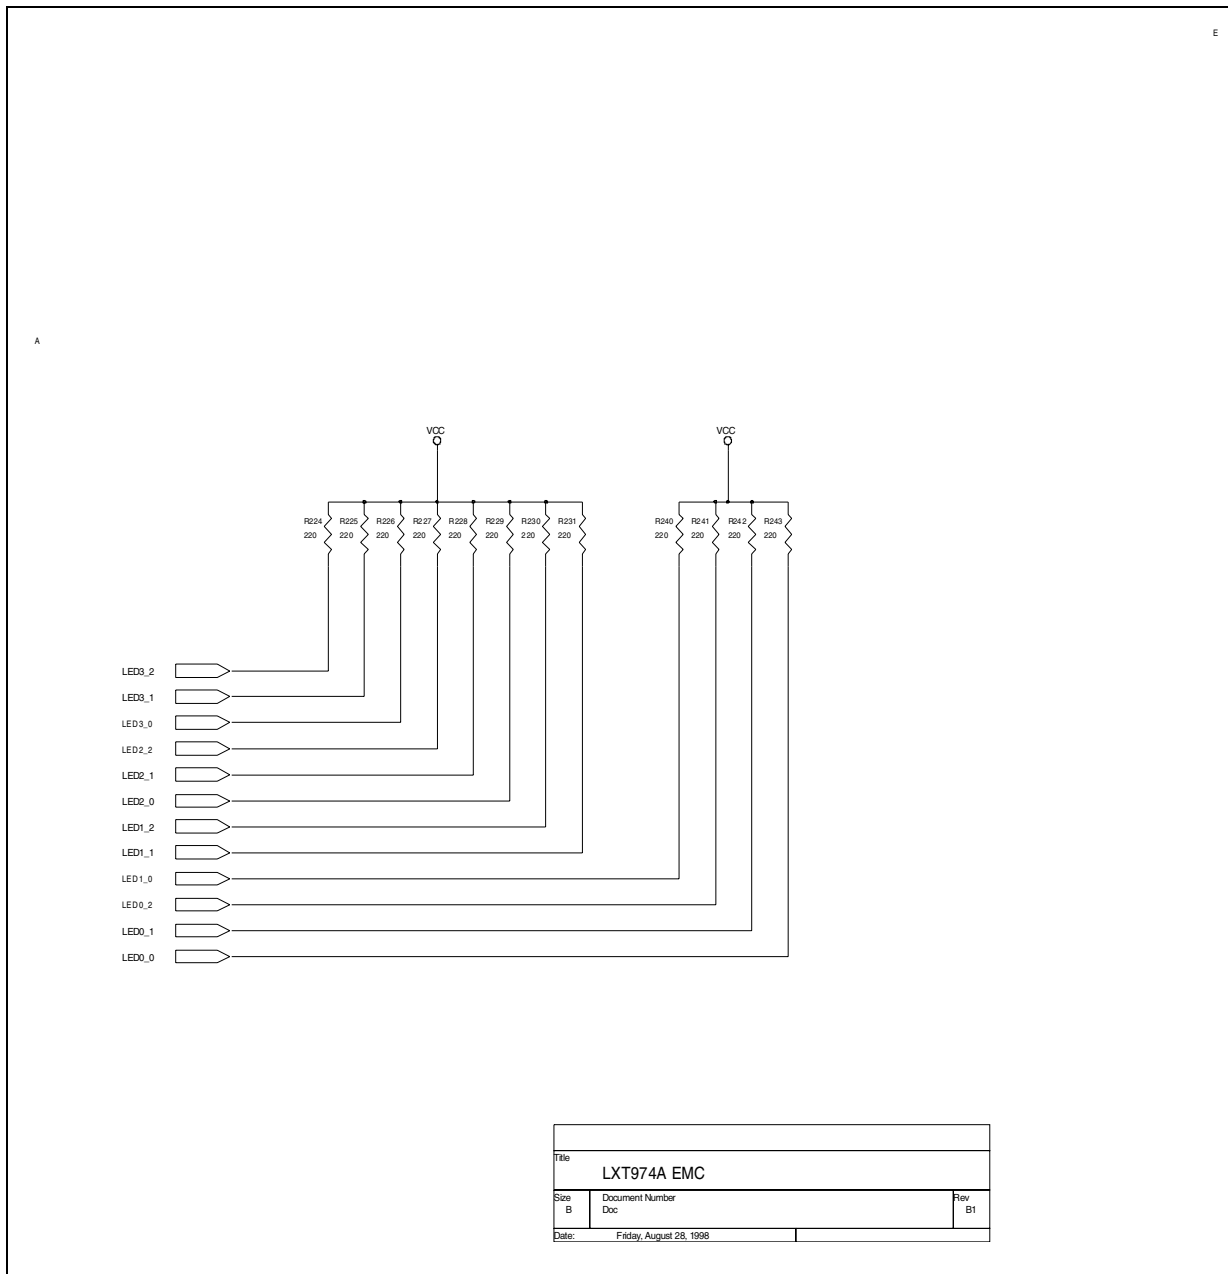 E
A
VCC VCC
R224 R225 R226 R227 R228 R229 R230 R231 R240 R241 R242 R243
220 220 220 220 220 220 220 220 220 220 220 220
LED3_2
LED3_1
LED3_0
LED2_2
LED2_1
LED2_0
LED1_2
LED1_1
LED1_0
LED0_2
LED0_1
LED0_0
Title
LXT974A EMC
Size Document Number Rev
B Doc B1
Date: Friday, August 28, 1998